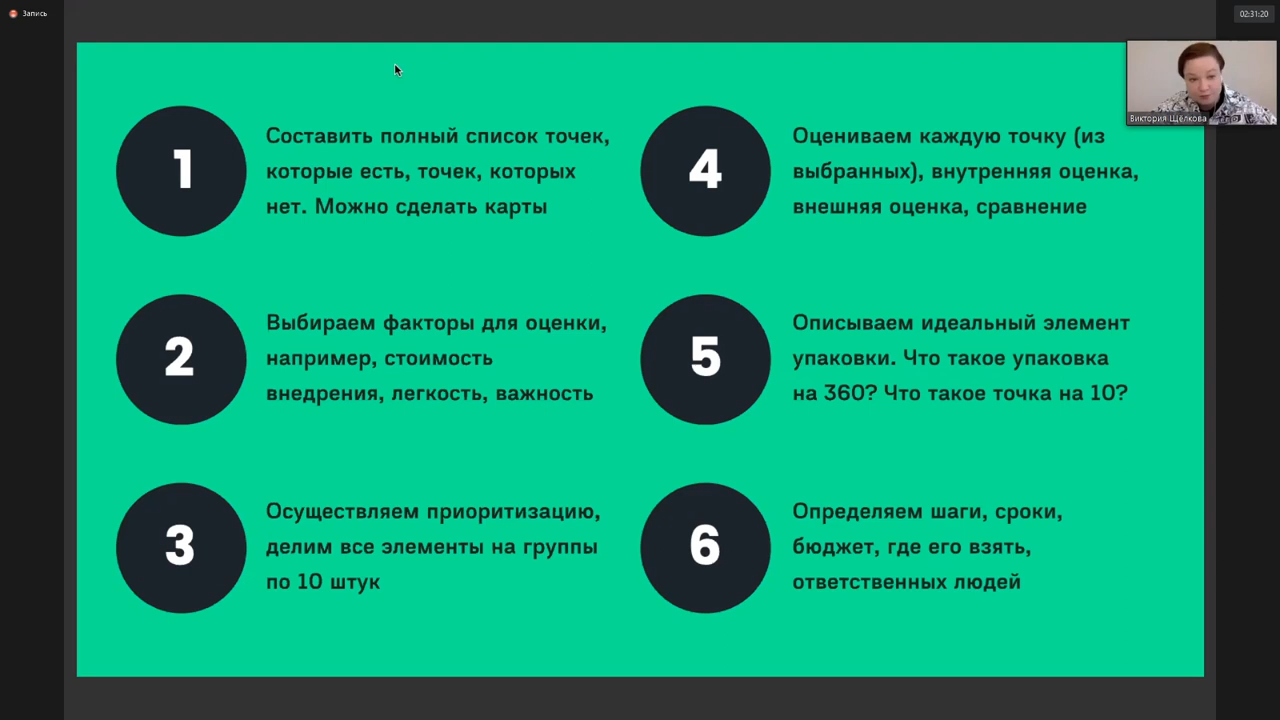 Запись
02:31:20
Виктория Щёлкова
1
Составить полный список точек,
которые есть, точек, которых
нет. Можно сделать карты
2
Выбираем факторы для оценки,
например, стоимость
внедрения, легкость, важность
3
Осуществляем приоритизацию,
делим все элементы на группы
по 10 штук
4
Оцениваем каждую точку (из
выбранных), внутренняя оценка,
внешняя оценка, сравнение
5
Описываем идеальный элемент
упаковки. Что такое упаковка
на 360? Что такое точка на 10?
6
Определяем шаги, сроки,
бюджет, где его взять,
ответственных людей